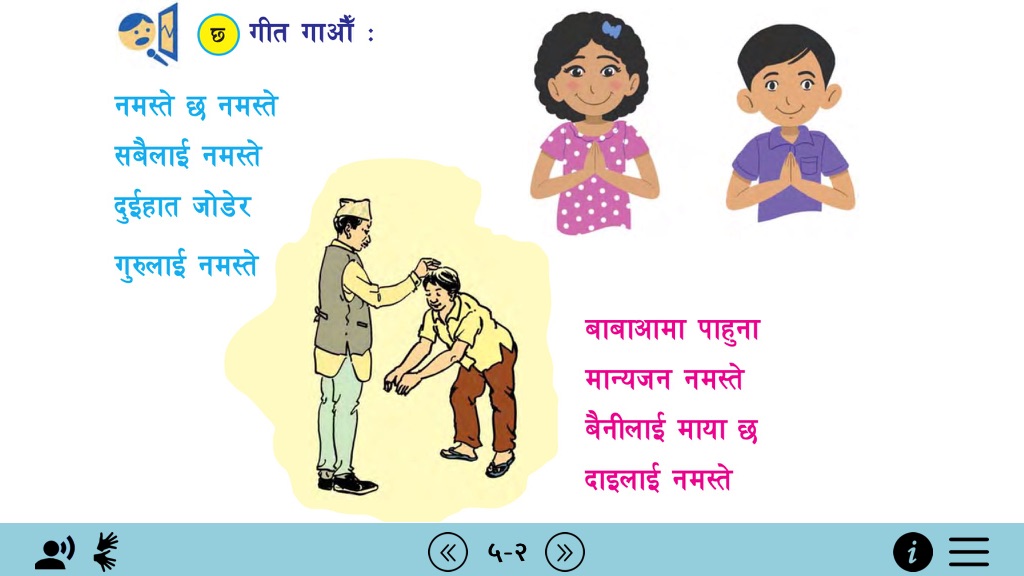 छ गीत गाऔँ :
नमस्ते छ नमस्ते
सबैलाई नमस्ते
दुईहात जोडेर
गुरुलाई नमस्ते
बाबाआमा पाहुना
मान्यजन नमस्ते
बैनीलाई माया छ
दाइलाई नमस्ते
५-२
i